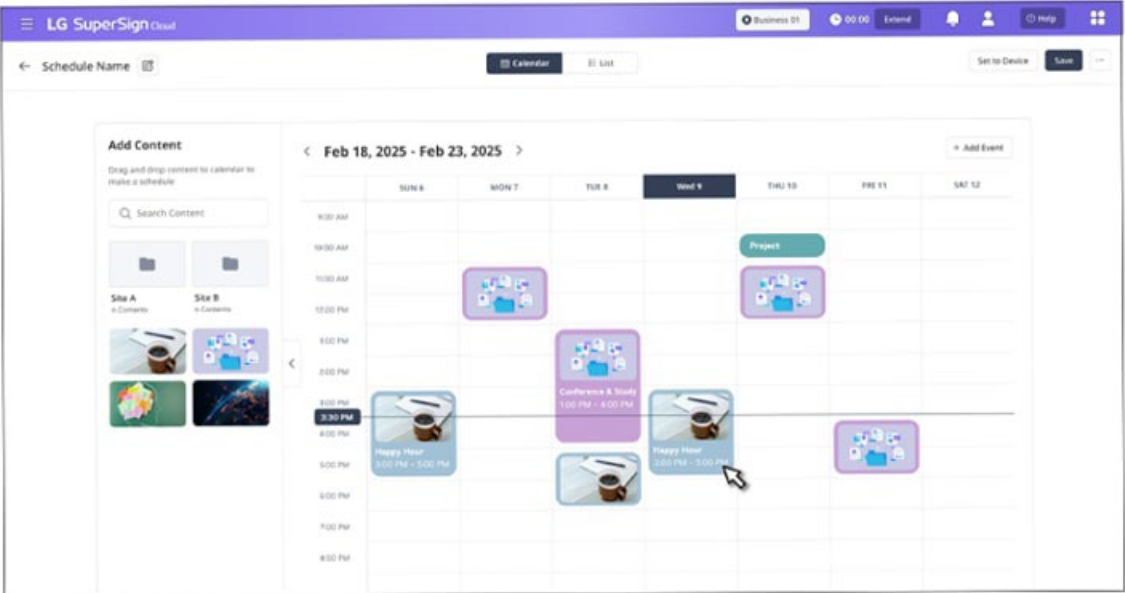 LG SuperSign Cloud
Business 01
00:00
Extend
Help
Schedule Name
Calendar
List
Set to Device
Save
Add Content
Drag and drop content to calendar to
make a schedule
Search Content
Site A
Site B
Feb 18, 2025 - Feb 23, 2025
+ Add Event
SUN 6
MON 7
TUE 8
Wed 9
THU 10
FRI 11
SAT 12
9:00 AM
10:00 AM
11:00 AM
12:00 PM
1:00 PM
2:00 PM
3:00 PM
3:30 PM
4:00 PM
5:00 PM
6:00 PM
7:00 PM
8:00 PM
Project
Conference & Study
1:00 PM - 4:00 PM
Happy Hour
3:00 PM - 5:00 PM
Happy Hour
3:00 PM - 5:00 PM